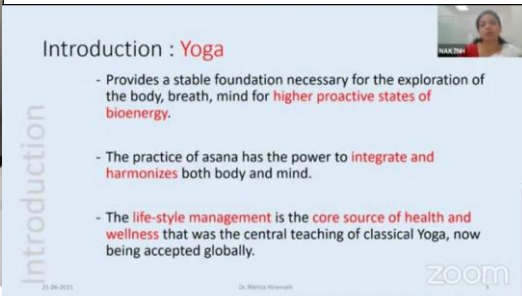 NAKZNH
Introduction : Yoga
- Provides a stable foundation necessary for the exploration of
the body, breath, mind for higher proactive states of
bioenergy.
- The practice of asana has the power to integrate and
harmonizes both body and mind.
- The life-style management is the core source of health and
wellness that was the central teaching of classical Yoga, now
being accepted globally.
Introduction
zoom